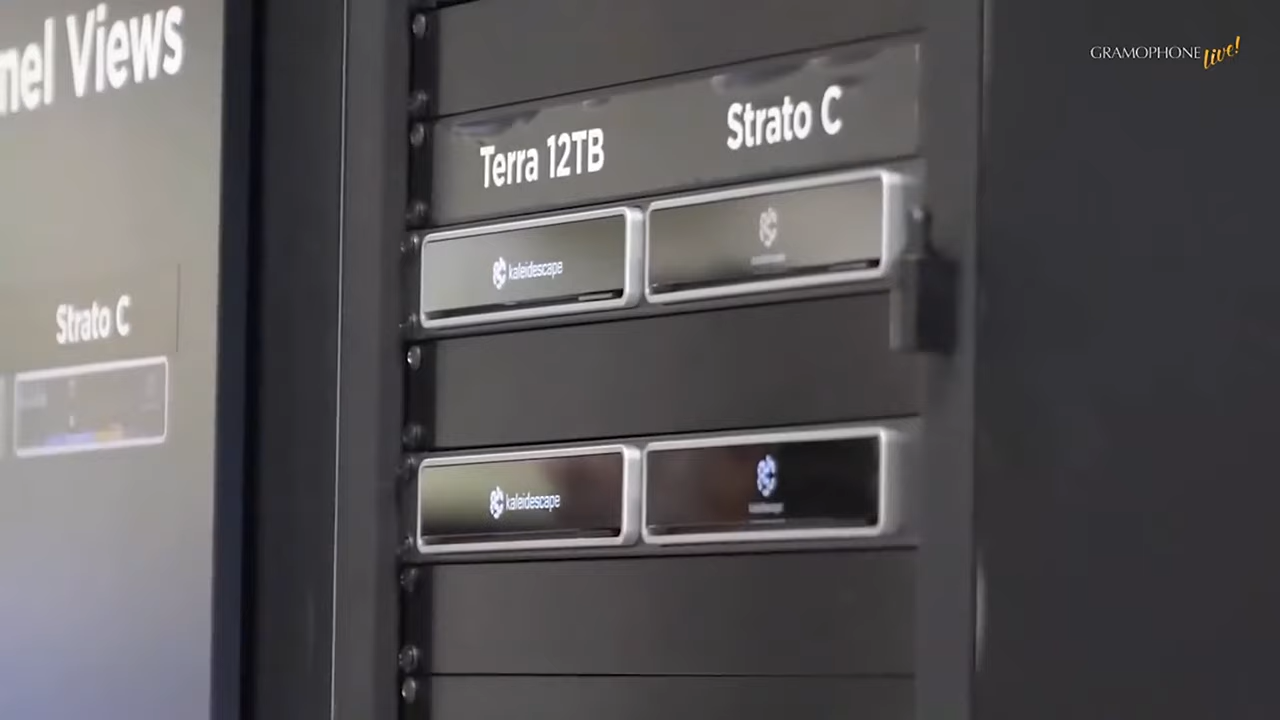 nel Views
GRAMOPHONE live!
Terra 12TB
Strato C
kaleidescape
Strato C
kaleidescape